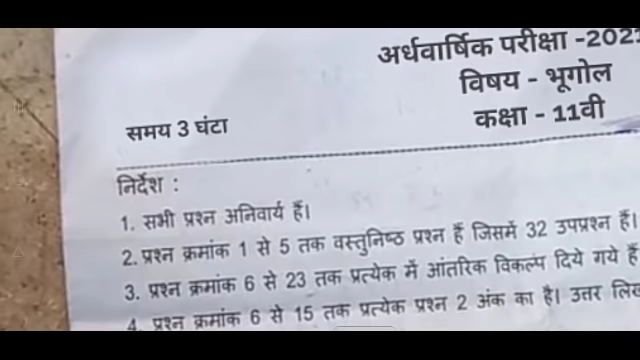 अर्धवार्षिक परीक्षा -2021
विषय - भूगोल
कक्षा - 11वी
समय 3 घंटा
निर्देश :
1. सभी प्रश्न अनिवार्य हैं।
2. प्रश्न क्रमांक 1 से 5 तक वस्तुनिष्ठ प्रश्न हैं जिसमें 32 उपप्रश्न हैं।
3. प्रश्न क्रमांक 6 से 23 तक प्रत्येक में आंतरिक विकल्प दिये गये हैं
4. प्रश्न क्रमांक 6 से 15 तक प्रत्येक प्रश्न 2 अंक का है। उत्तर